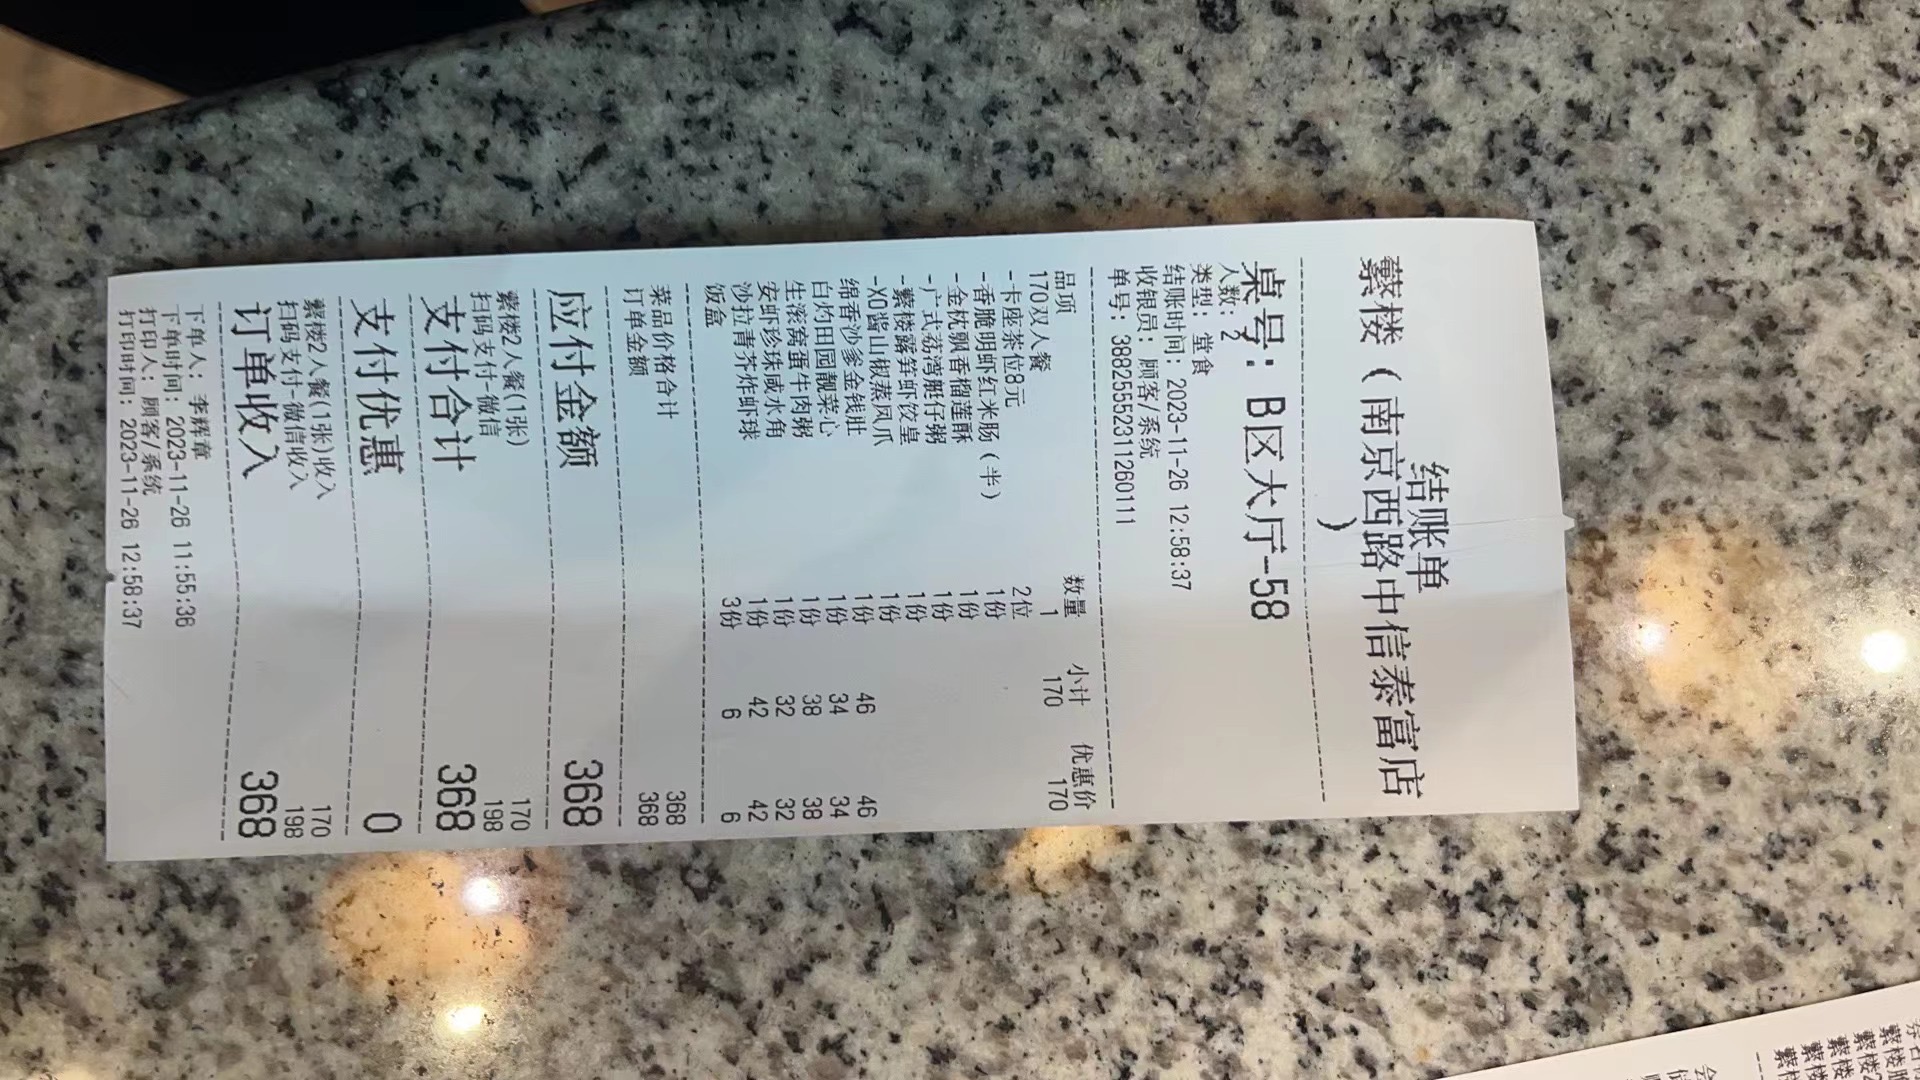 结账单
蘩楼（南京西路中信泰富店
）
桌号：B区大厅-58
人数：2
类型：堂食
结账时间：2023-11-26 12:58:37
收银员：顾客/系统
单号：3882555231126​0111
品项 数量 小计 优惠价
170双人餐 1 170 170
-卡座茶位8元 2位
-香脆明虾红米肠（半） 1份
-金枕飘香榴莲酥 1份
-广式荔湾艇仔粥 1份
-蘩楼露笋虾饺皇 1份
-XO酱山椒蒸凤爪 1份
绵香沙爹金钱肚 1份 46 46
白灼田园靓菜心 1份 34 34
生滚窝蛋牛肉粥 1份 38 38
安虾珍珠咸水角 1份 32 32
沙拉青芥炸虾球 1份 42 42
饭盒 3份 6 6
菜品价格合计 368
订单金额 368
应付金额 368
蘩楼2人餐(1张) 170
扫码支付-微信 198
支付合计 368
支付优惠 0
蘩楼2人餐(1张)收入 170
扫码支付-微信收入 198
订单收入 368
下单人：李辉章
下单时间：2023-11-26 11:55:36
打印人：顾客/系统
打印时间：2023-11-26 12:58:37